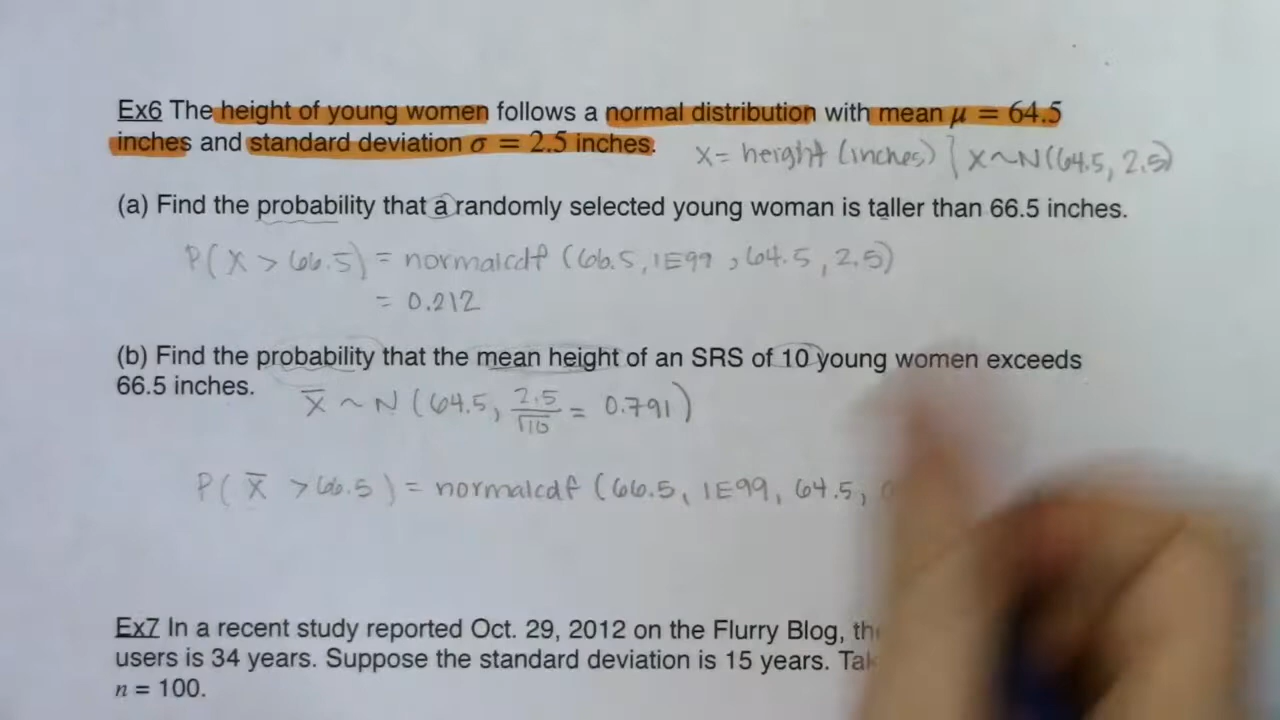 Ex6 The height of young women follows a normal distribution with mean μ = 64.5
inches and standard deviation σ = 2.5 inches.
X = height (inches) } X~N(64.5, 2.5)
(a) Find the probability that a randomly selected young woman is taller than 66.5 inches.
P(X > 66.5) = normalcdf (66.5, 1E99, 64.5, 2.5)
= 0.212
(b) Find the probability that the mean height of an SRS of 10 young women exceeds
66.5 inches.
X̄ ~ N (64.5, 2.5/√10 = 0.791)
P( X̄ > 66.5 ) = normalcdf (66.5, 1E99, 64.5,
Ex7 In a recent study reported Oct. 29, 2012 on the Flurry Blog,
users is 34 years. Suppose the standard deviation is 15 years.
n = 100.